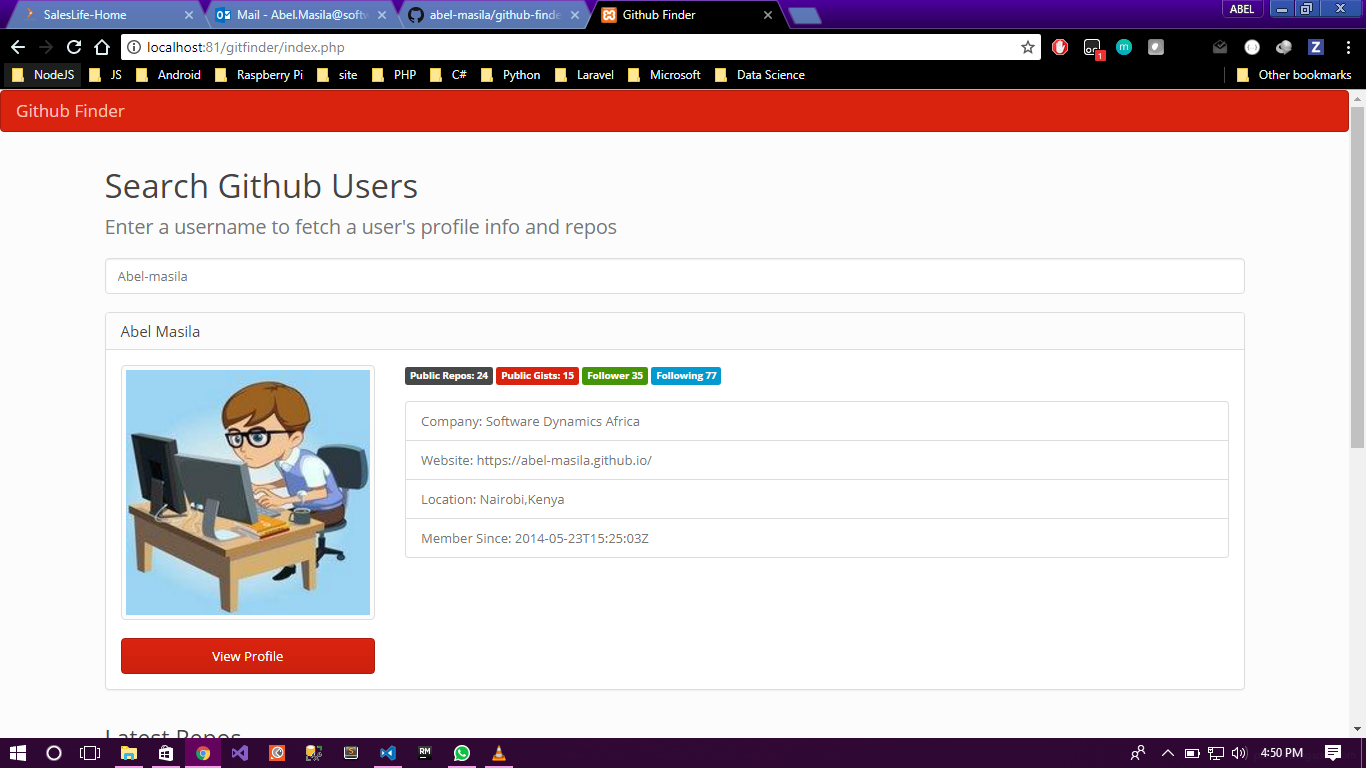 SalesLife-Home
Mail - Abel.Masila@softw
abel-masila/github-finde
Github Finder
ABEL
localhost:81/gitfinder/index.php
1
m
Z
NodeJS
JS
Android
Raspberry Pi
site
PHP
C#
Python
Laravel
Microsoft
Data Science
Other bookmarks
Github Finder
Search Github Users
Enter a username to fetch a user's profile info and repos
Abel-masila
Abel Masila
Public Repos: 24 Public Gists: 15 Follower 35 Following 77
Company: Software Dynamics Africa
Website: https://abel-masila.github.io/
Location: Nairobi,Kenya
Member Since: 2014-05-23T15:25:03Z
View Profile
Latest Repos
RM
4:50 PM